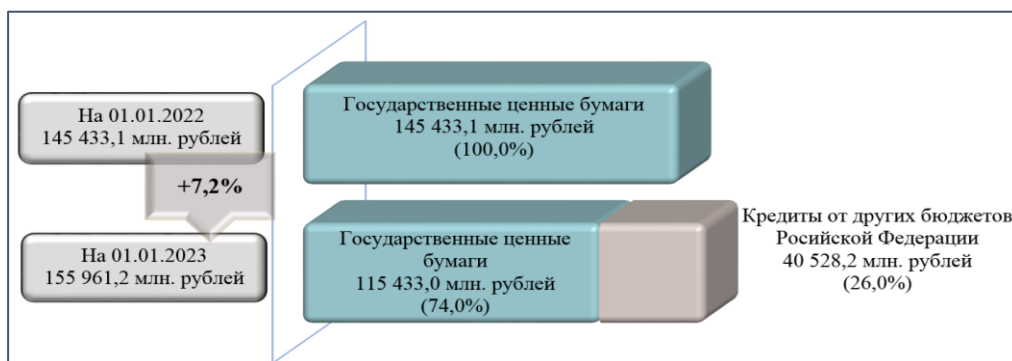 На 01.01.2022
145 433,1 млн. рублей
+7,2%
На 01.01.2023
155 961,2 млн. рублей
Государственные ценные бумаги
145 433,1 млн. рублей
(100,0%)
Государственные ценные
бумаги
115 433,0 млн. рублей
(74,0%)
Кредиты от других бюджетов
Росийской Федерации
40 528,2 млн. рублей
(26,0%)